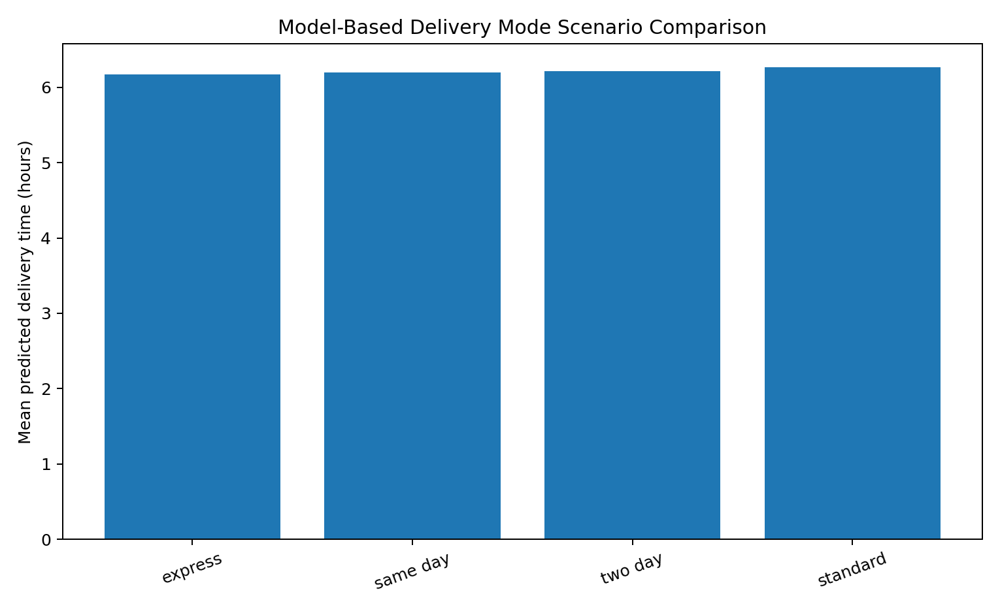 Model-Based Delivery Mode Scenario Comparison
Mean predicted delivery time (hours)
6
5
4
3
2
1
0
express
same day
two day
standard